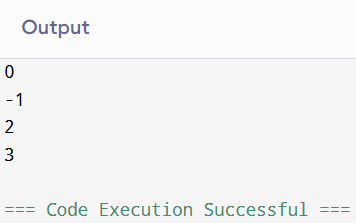 Output
0
-1
2
3
=== Code Execution Successful ===